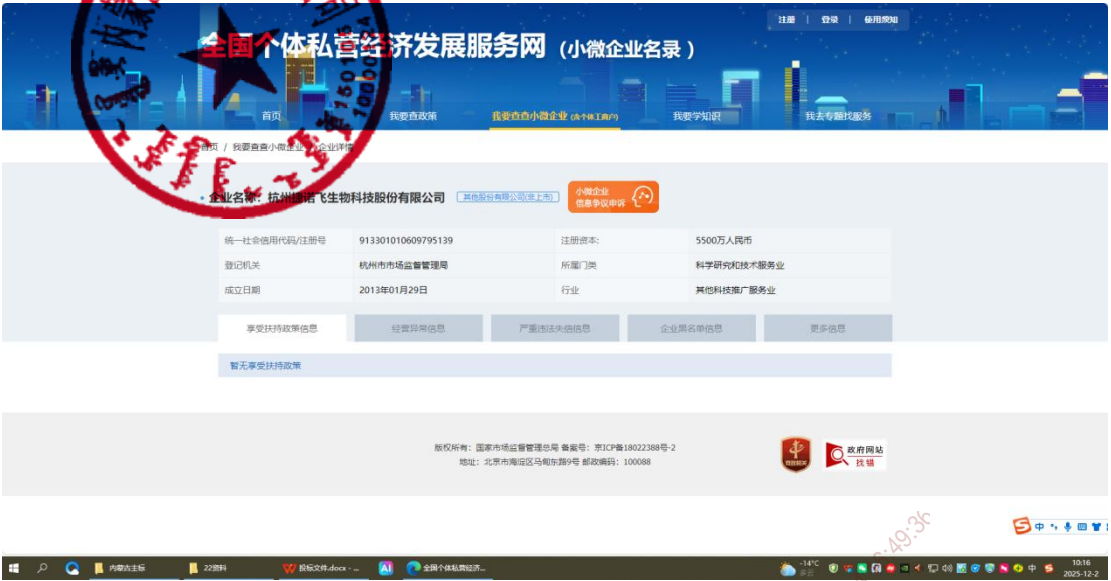 注册 | 登录 | 使用须知
全国个体私营经济发展服务网 (小微企业名录)
首页 我要查政策 我要查查小微企业 (含个体工商户) 我要学知识 我去专题找服务
首页 / 我要查查小微企业 / 企业详情
企业名称: 杭州捷诺飞生物科技股份有限公司 其他股份有限公司(非上市) 小微企业
信息争议申诉
统一社会信用代码/注册号 913301010609795139 注册资本: 5500万人民币
登记机关 杭州市市场监督管理局 所属门类 科学研究和技术服务业
成立日期 2013年01月29日 行业 其他科技推广服务业
享受扶持政策信息 经营异常信息 严重违法失信信息 企业黑名单信息 更多信息
暂无享受扶持政策
版权所有: 国家市场监督管理总局 备案号: 京ICP备18022388号-2
地址: 北京市海淀区马甸东路9号 邮政编码: 100088
党政机关
政府网站
找错
:49:36
中
内蒙古主标 22资料 投标文件.docx - ... 全国个体私营经济... -14°C 多云 中 10:16
2025-12-2